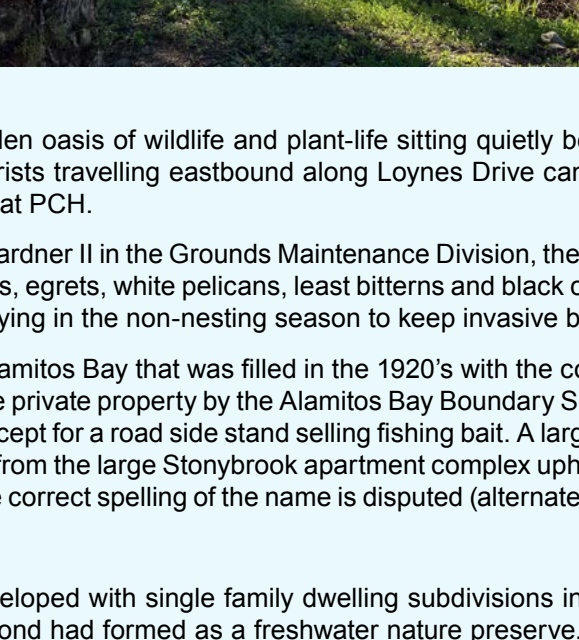 len oasis of wildlife and plant-life sitting quietly b
rists travelling eastbound along Loynes Drive car
at PCH.
ardner II in the Grounds Maintenance Division, the
s, egrets, white pelicans, least bitterns and black c
ying in the non-nesting season to keep invasive b
amitos Bay that was filled in the 1920’s with the co
e private property by the Alamitos Bay Boundary S
cept for a road side stand selling fishing bait. A larg
from the large Stonybrook apartment complex uph
e correct spelling of the name is disputed (alternate
eloped with single family dwelling subdivisions in
ond had formed as a freshwater nature preserve